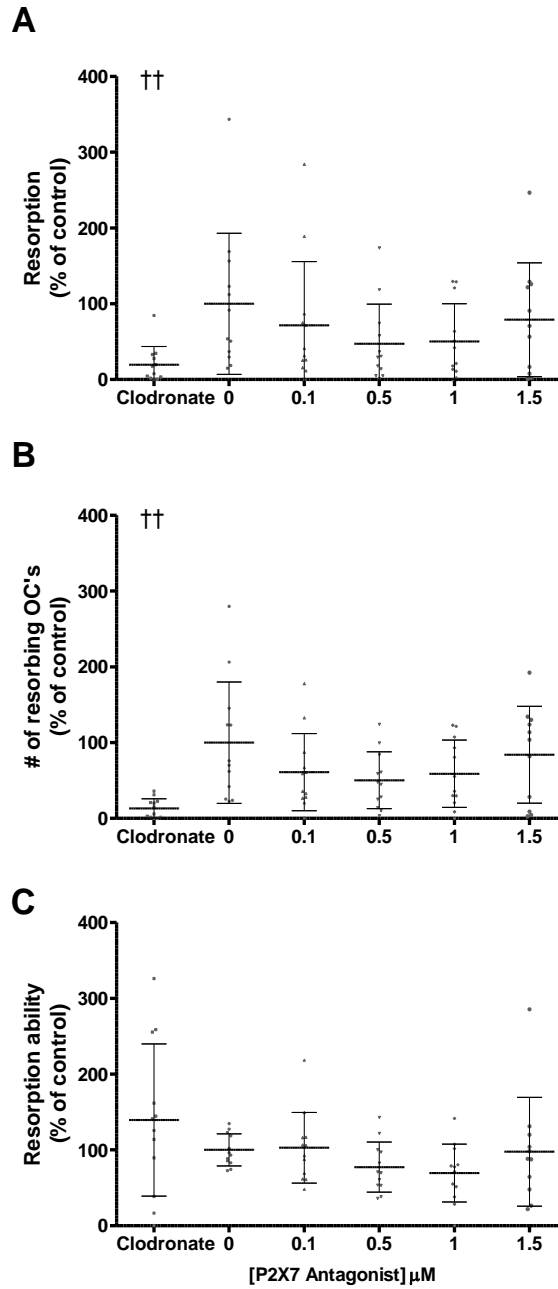 A
††
400
300
200
100
0
Resorption
(% of control)
Clodronate 0 0.1 0.5 1 1.5
B
††
400
300
200
100
0
# of resorbing OC's
(% of control)
Clodronate 0 0.1 0.5 1 1.5
C
400
300
200
100
0
Resorption ability
(% of control)
Clodronate 0 0.1 0.5 1 1.5
[P2X7 Antagonist] μM